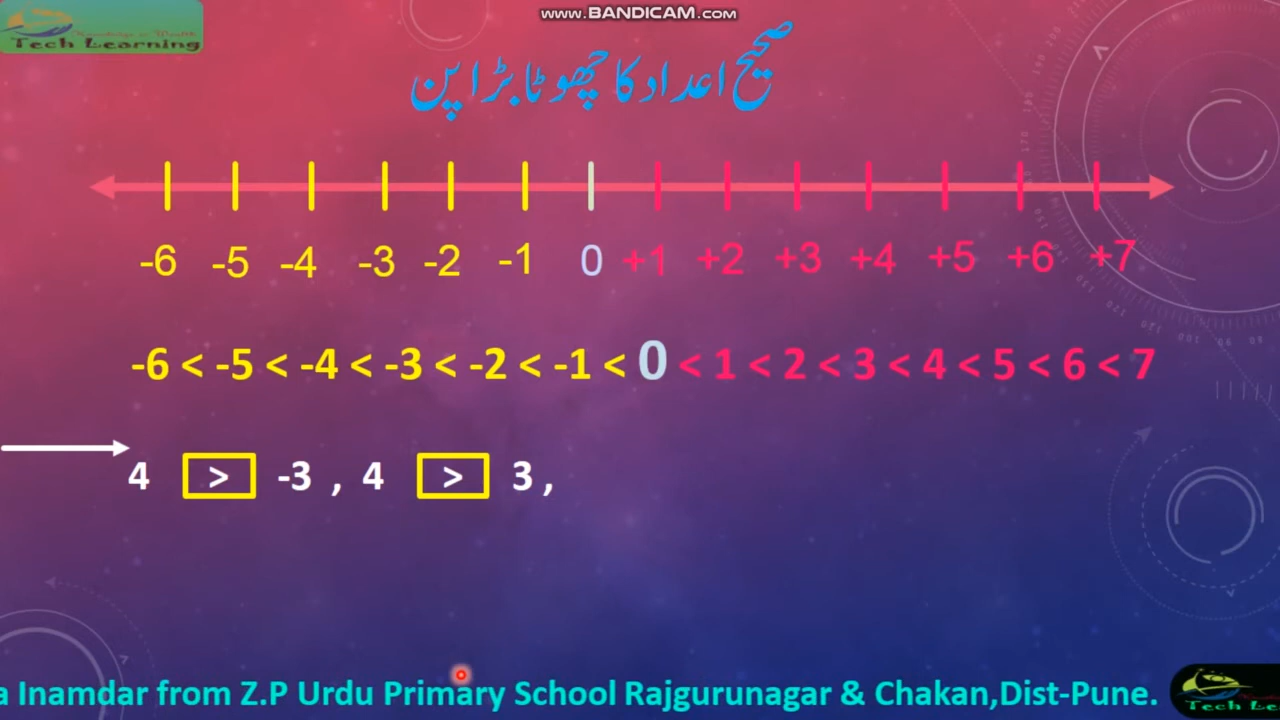 www.BANDICAM.com
Tech Learning
صحیح اعداد کا چھوٹا بڑا پن
-6 -5 -4 -3 -2 -1 0 +1 +2 +3 +4 +5 +6 +7
-6 < -5 < -4 < -3 < -2 < -1 < 0 < 1 < 2 < 3 < 4 < 5 < 6 < 7
4 > -3 , 4 > 3 ,
a Inamdar from Z.P Urdu Primary School Rajgurunagar & Chakan,Dist-Pune.
Tech Le